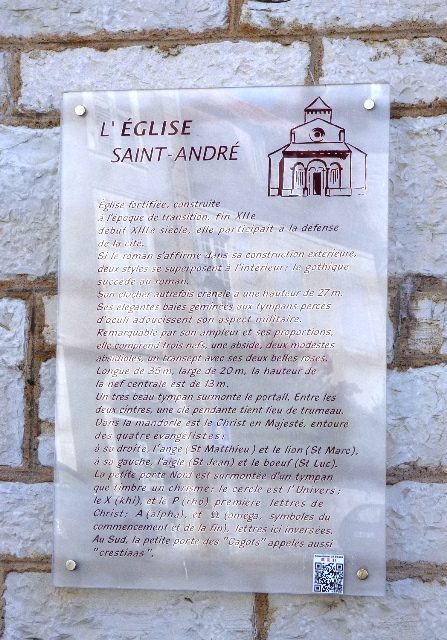 L'ÉGLISE
SAINT-ANDRÉ
Église fortifiée, construite
à l'époque de transition, fin XIIe
début XIIIe siècle, elle participait à la défense
de la cité.
Si le roman s'affirme dans sa construction extérieure,
deux styles se superposent à l'intérieur: le gothique
succède au roman.
Son clocher autrefois crénelé a une hauteur de 27 m.
Ses élégantes baies géminées aux tympans percés
d'oculi adoucissent son aspect militaire.
Remarquable par son ampleur et ses proportions,
elle comprend trois nefs, une abside, deux modestes
absidioles, un transept avec ses deux belles roses.
Longue de 35 m, large de 20 m, la hauteur de
la nef centrale est de 13 m.
Un très beau tympan surmonte le portail. Entre les
deux cintres, une clé pendante tient lieu de trumeau.
Dans la mandorle est le Christ en Majesté, entouré
des quatre évangélistes:
à sa droite, l'ange (St Matthieu) et le lion (St Marc),
à sa gauche, l'aigle (St Jean) et le boeuf (St Luc).
La petite porte Nord est surmontée d'un tympan
que timbre un chrisme: le cercle est l'Univers;
le X (khi), et le P (rhô), première lettres de
Christ; A (alpha), et Ω (oméga, symboles du
commencement et de la fin), lettres ici inversées.
Au Sud, la petite porte des "Cagots" appelés aussi
"crestiaas".